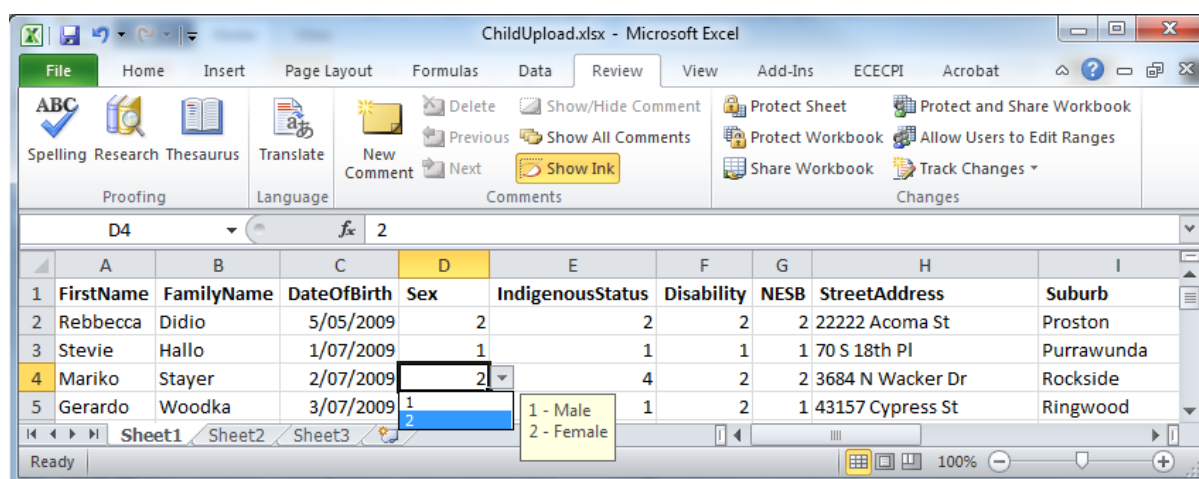 ChildUpload.xlsx - Microsoft Excel
File Home Insert Page Layout Formulas Data Review View Add-Ins ECECPI Acrobat
ABC Delete Show/Hide Comment Protect Sheet Protect and Share Workbook
Previous Show All Comments Protect Workbook Allow Users to Edit Ranges
Spelling Research Thesaurus Translate New Comment Next Show Ink Share Workbook Track Changes
Proofing Language Comments Changes
D4 fx 2
A B C D E F G H I
1 FirstName FamilyName DateOfBirth Sex IndigenousStatus Disability NESB StreetAddress Suburb
2 Rebbecca Didio 5/05/2009 2 2 2 2 22222 Acoma St Proston
3 Stevie Hallo 1/07/2009 1 1 1 1 70 S 18th Pl Purrawunda
4 Mariko Stayer 2/07/2009 2 4 2 2 3684 N Wacker Dr Rockside
5 Gerardo Woodka 3/07/2009 1 2 1 43157 Cypress St Ringwood
1
2
1 - Male
2 - Female
Sheet1 Sheet2 Sheet3
Ready 100%